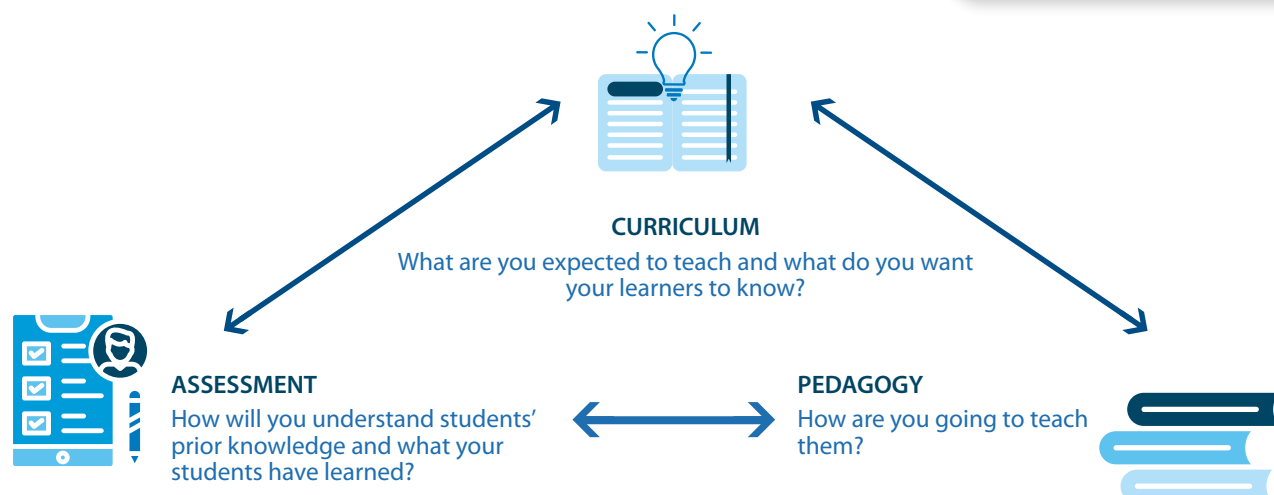 CURRICULUM
What are you expected to teach and what do you want
your learners to know?
ASSESSMENT
How will you understand students’
prior knowledge and what your
students have learned?
PEDAGOGY
How are you going to teach
them?